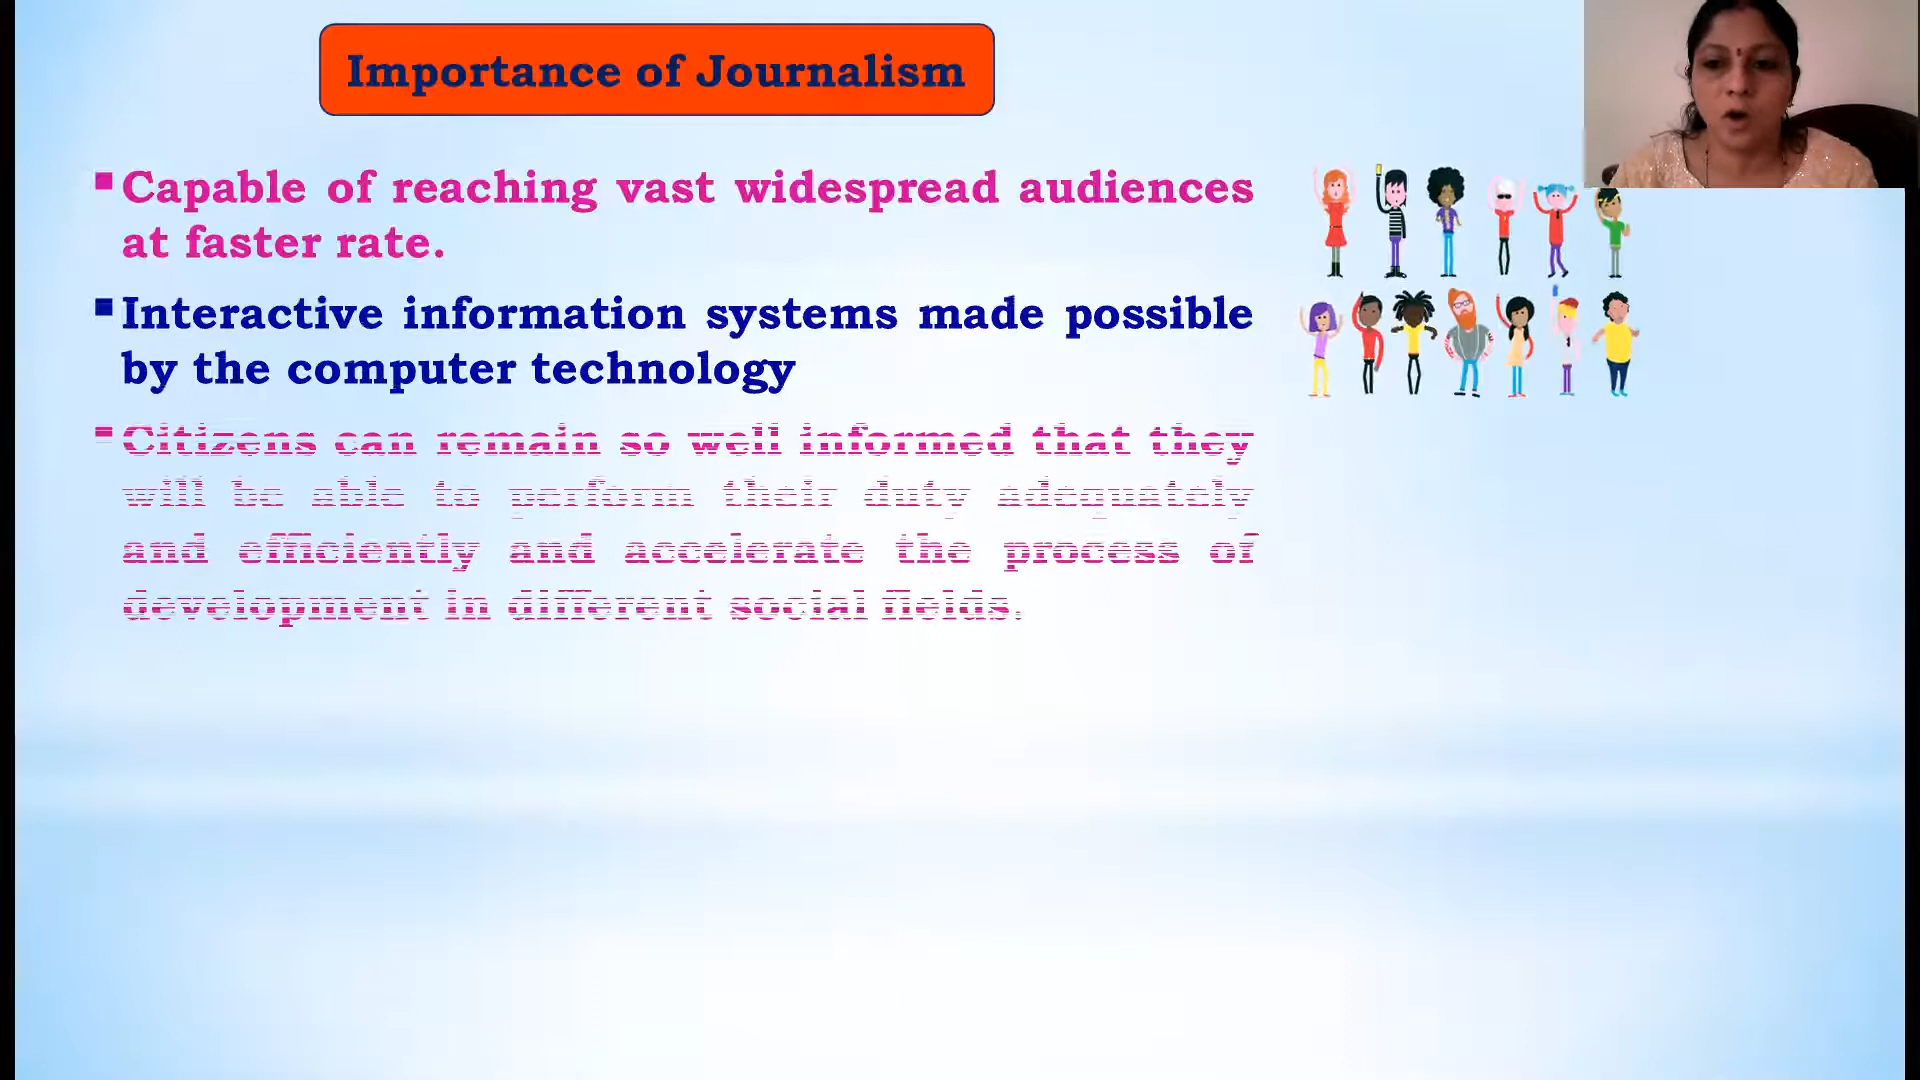 Importance of Journalism
▪Capable of reaching vast widespread audiences
at faster rate.
▪Interactive information systems made possible
by the computer technology
▪Citizens can remain so well informed that they
will be able to perform their duty adequately
and efficiently and accelerate the process of
development in different social fields.